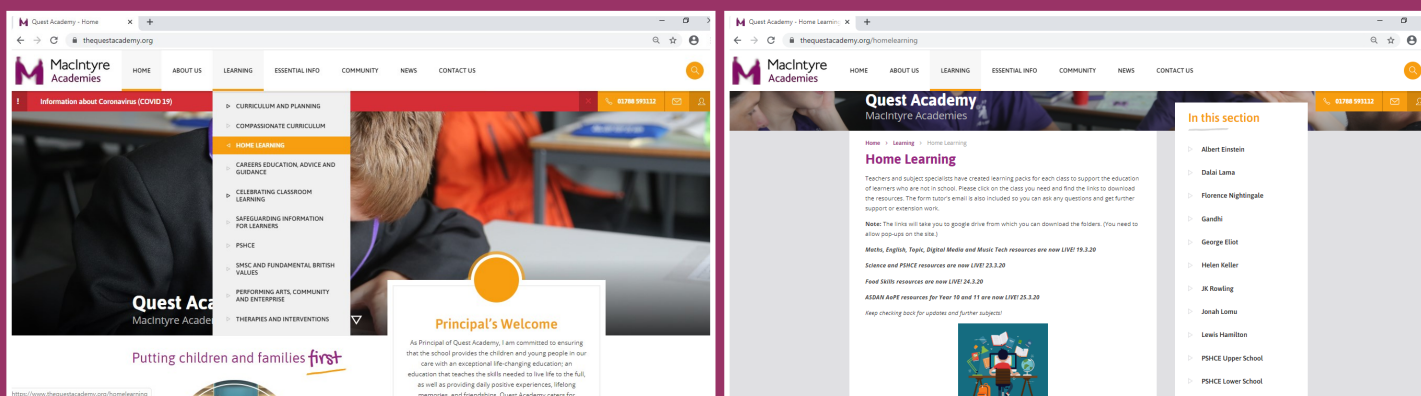 Quest Academy - Home
thequestacademy.org
MacIntyre
Academies
HOME ABOUT US LEARNING ESSENTIAL INFO COMMUNITY NEWS CONTACT US
! Information about Coronavirus (COVID 19)
01788 593112
CURRICULUM AND PLANNING
COMPASSIONATE CURRICULUM
HOME LEARNING
CAREERS EDUCATION, ADVICE AND
GUIDANCE
CELEBRATING CLASSROOM
LEARNING
SAFEGUARDING INFORMATION
FOR LEARNERS
PSHCE
SMSC AND FUNDAMENTAL BRITISH
VALUES
PERFORMING ARTS, COMMUNITY
AND ENTERPRISE
THERAPIES AND INTERVENTIONS
Quest Aca
MacIntyre Acade
Putting children and families first
Principal's Welcome
As Principal of Quest Academy, I am committed to ensuring
that the school provides the children and young people in our
care with an exceptional life-changing education; an
education that teaches the skills needed to live life to the full,
as well as providing daily positive experiences, lifelong
memories, and friendships. Quest Academy caters for
https://www.thequestacademy.org/homelearning
Quest Academy - Home Learning
thequestacademy.org/homelearning
MacIntyre
Academies
HOME ABOUT US LEARNING ESSENTIAL INFO COMMUNITY NEWS CONTACT US
01788 593112
Quest Academy
MacIntyre Academies
Home > Learning > Home Learning
Home Learning
Teachers and subject specialists have created learning packs for each class to support the education
of learners who are not in school. Please click on the class you need and find the links to download
the resources. The form tutor's email is also included so you can ask any questions and get further
support or extension work.
Note: The links will take you to google drive from which you can download the folders. (You need to
allow pop-ups on the site.)
Maths, English, Topic, Digital Media and Music Tech resources are now LIVE! 19.3.20
Science and PSHCE resources are now LIVE! 23.3.20
Food Skills resources are now LIVE! 24.3.20
ASDAN AoPE resources for Year 10 and 11 are now LIVE! 25.3.20
Keep checking back for updates and further subjects!
In this section
Albert Einstein
Dalai Lama
Florence Nightingale
Gandhi
George Eliot
Helen Keller
JK Rowling
Jonah Lomu
Lewis Hamilton
PSHCE Upper School
PSHCE Lower School